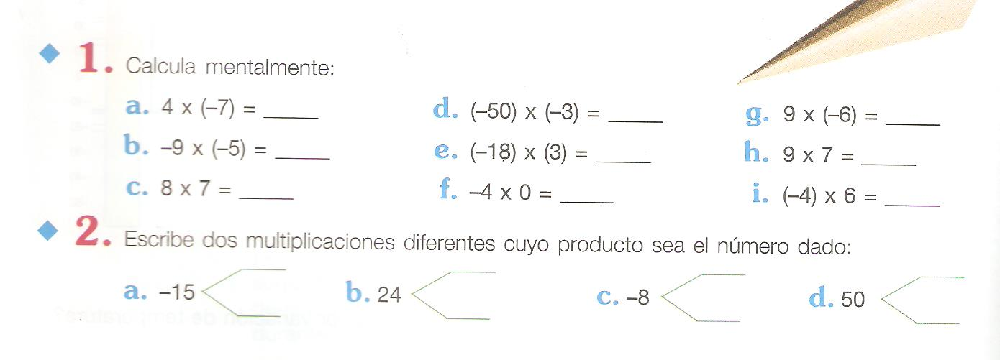 1. Calcula mentalmente:
a. 4 x (–7) = _____
b. –9 x (–5) = _____
c. 8 x 7 = _____
d. (–50) x (–3) = _____
e. (–18) x (3) = _____
f. –4 x 0 = _____
g. 9 x (–6) = _____
h. 9 x 7 = _____
i. (–4) x 6 = _____
2. Escribe dos multiplicaciones diferentes cuyo producto sea el número dado:
a. –15
b. 24
c. –8
d. 50